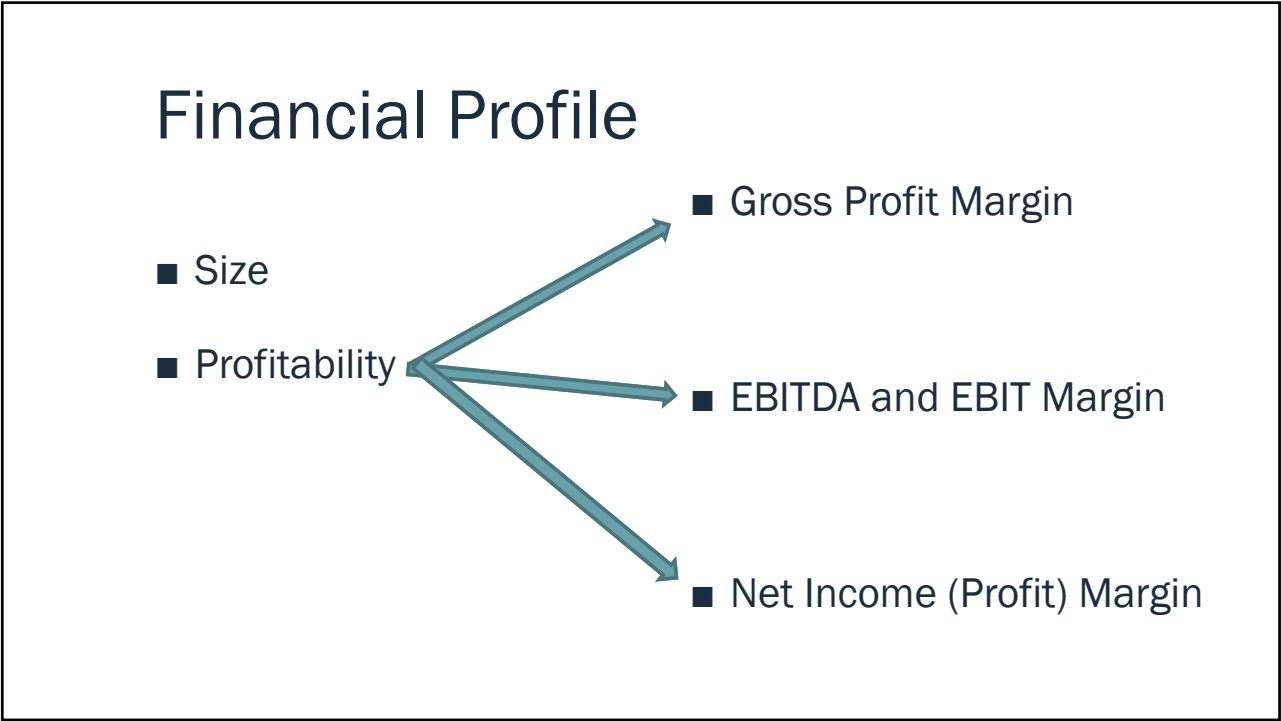 Financial Profile
■ Size
■ Profitability
■ Gross Profit Margin
■ EBITDA and EBIT Margin
■ Net Income (Profit) Margin